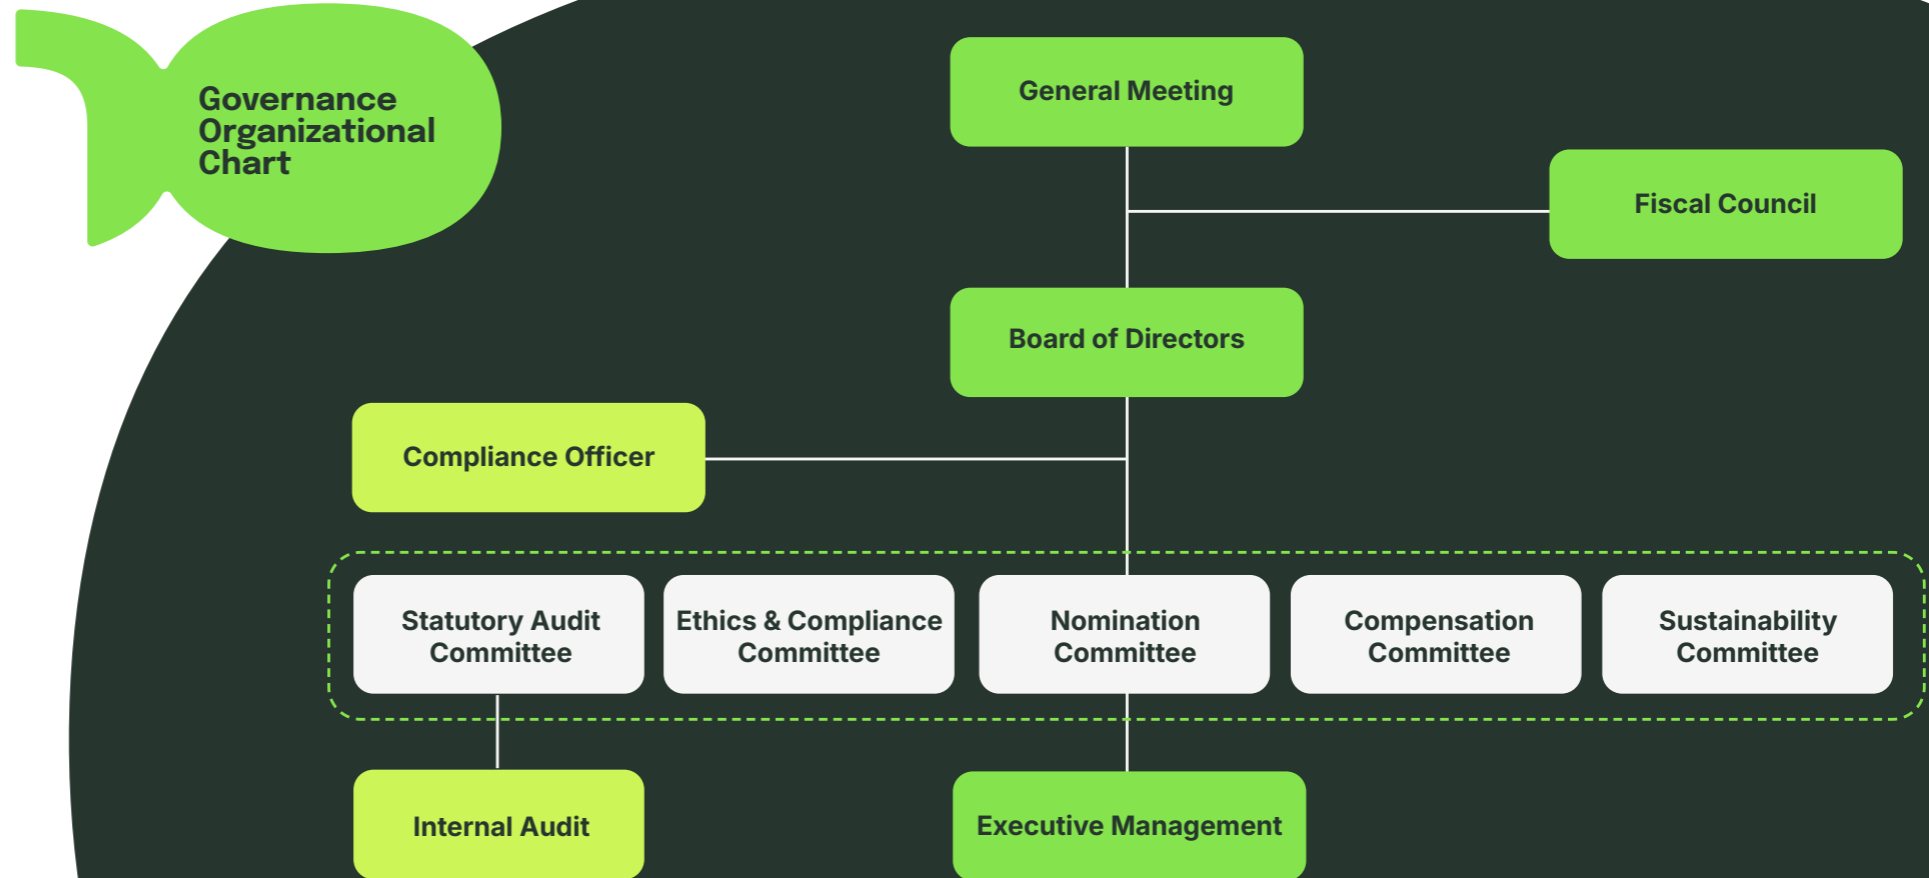 Governance
Organizational
Chart
General Meeting
Fiscal Council
Board of Directors
Compliance Officer
Statutory Audit
Committee
Ethics & Compliance
Committee
Nomination
Committee
Compensation
Committee
Sustainability
Committee
Internal Audit
Executive Management